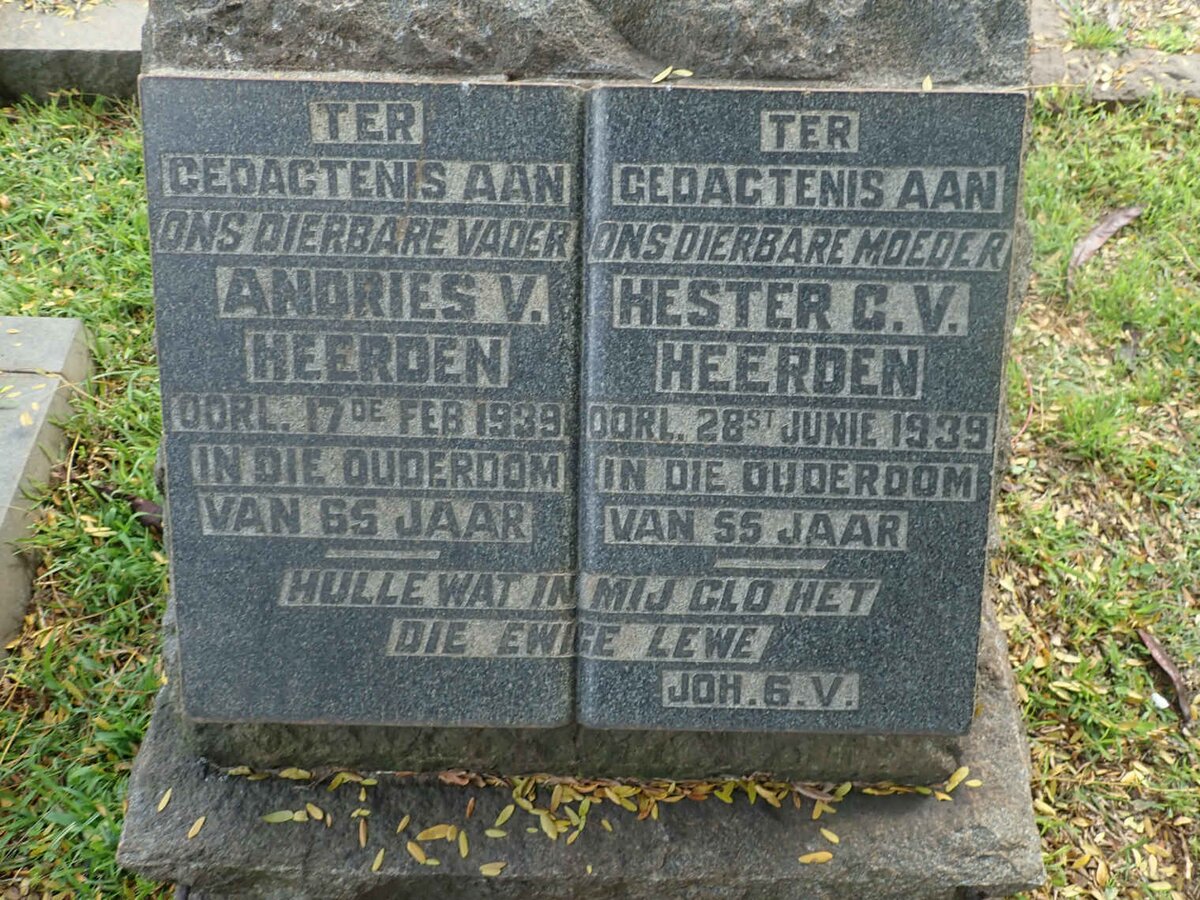 TER
GEDACTENIS AAN
ONS DIERBARE VADER
ANDRIES V.
HEERDEN
OORL. 17DE FEB 1939
IN DIE OUDERDOM
VAN 65 JAAR
TER
GEDACTENIS AAN
ONS DIERBARE MOEDER
HESTER C.V.
HEERDEN
OORL. 28ST JUNIE 1939
IN DIE OUDERDOM
VAN 55 JAAR
HULLE WAT IN MIJ GLO HET
DIE EWIGE LEWE
JOH. 6.V.